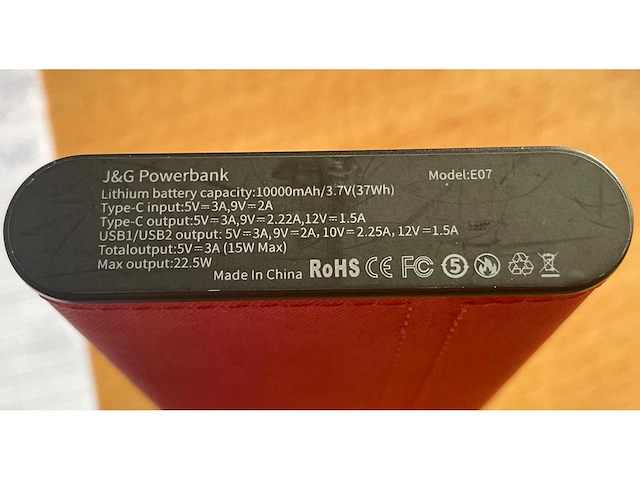 J&G Powerbank
Model:E07
Lithium battery capacity:10000mAh/3.7V(37Wh)
Type-C input:5V⎓3A,9V⎓2A
Type-C output:5V⎓3A,9V⎓2.22A,12V⎓1.5A
USB1/USB2 output: 5V⎓3A,9V⎓2A, 10V⎓2.25A, 12V⎓1.5A
Totaloutput:5V⎓3A (15W Max)
Max output:22.5W
Made In China RoHS CE FC 5